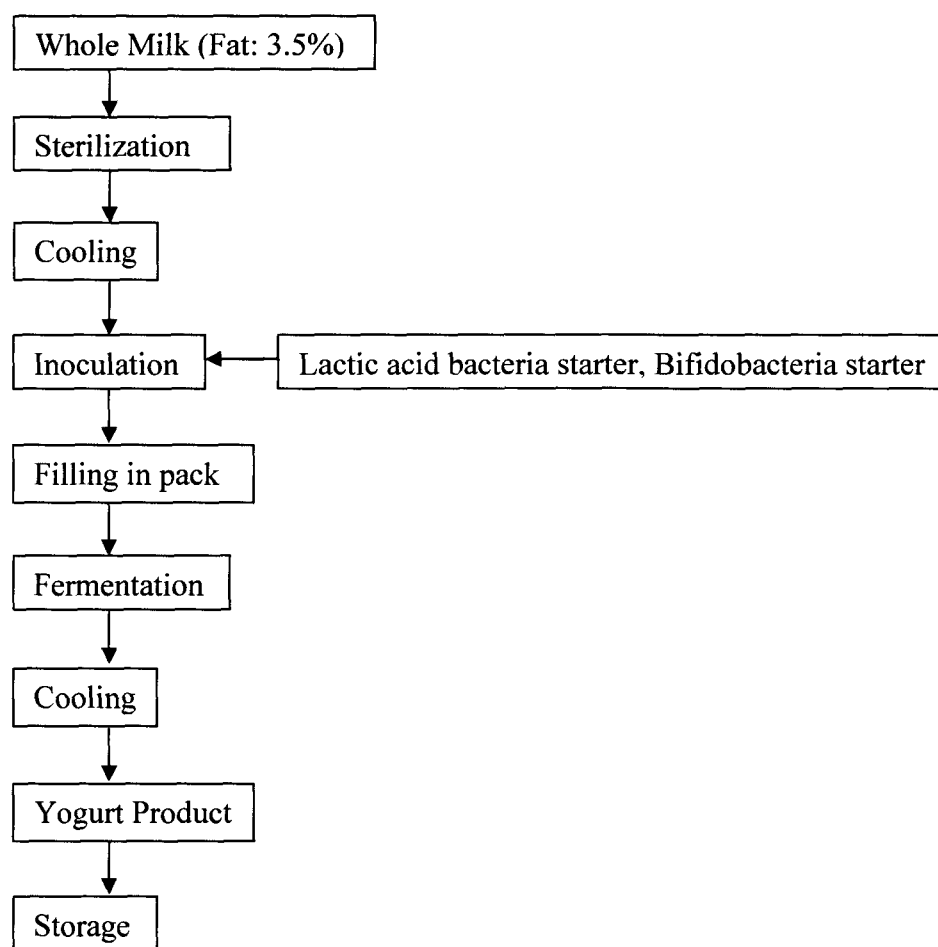 Whole Milk (Fat: 3.5%)
Sterilization
Cooling
Inoculation
Lactic acid bacteria starter, Bifidobacteria starter
Filling in pack
Fermentation
Cooling
Yogurt Product
Storage